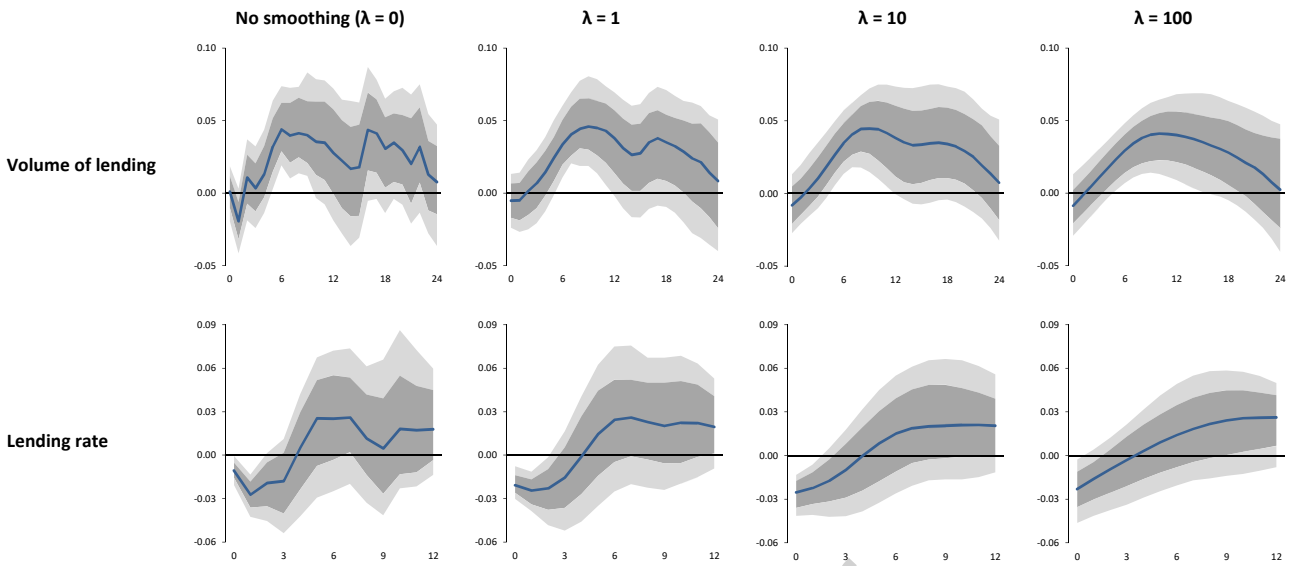 No smoothing (λ = 0) λ = 1 λ = 10 λ = 100
Volume of lending
0.10 0.10 0.10 0.10
0.05 0.05 0.05 0.05
0.00 0.00 0.00 0.00
-0.05 -0.05 -0.05 -0.05
0 6 12 18 24 0 6 12 18 24 0 6 12 18 24 0 6 12 18 24
Lending rate
0.09 0.09 0.09 0.09
0.06 0.06 0.06 0.06
0.03 0.03 0.03 0.03
0.00 0.00 0.00 0.00
-0.03 -0.03 -0.03 -0.03
-0.06 -0.06 -0.06 -0.06
0 3 6 9 12 0 3 6 9 12 0 3 6 9 12 0 3 6 9 12